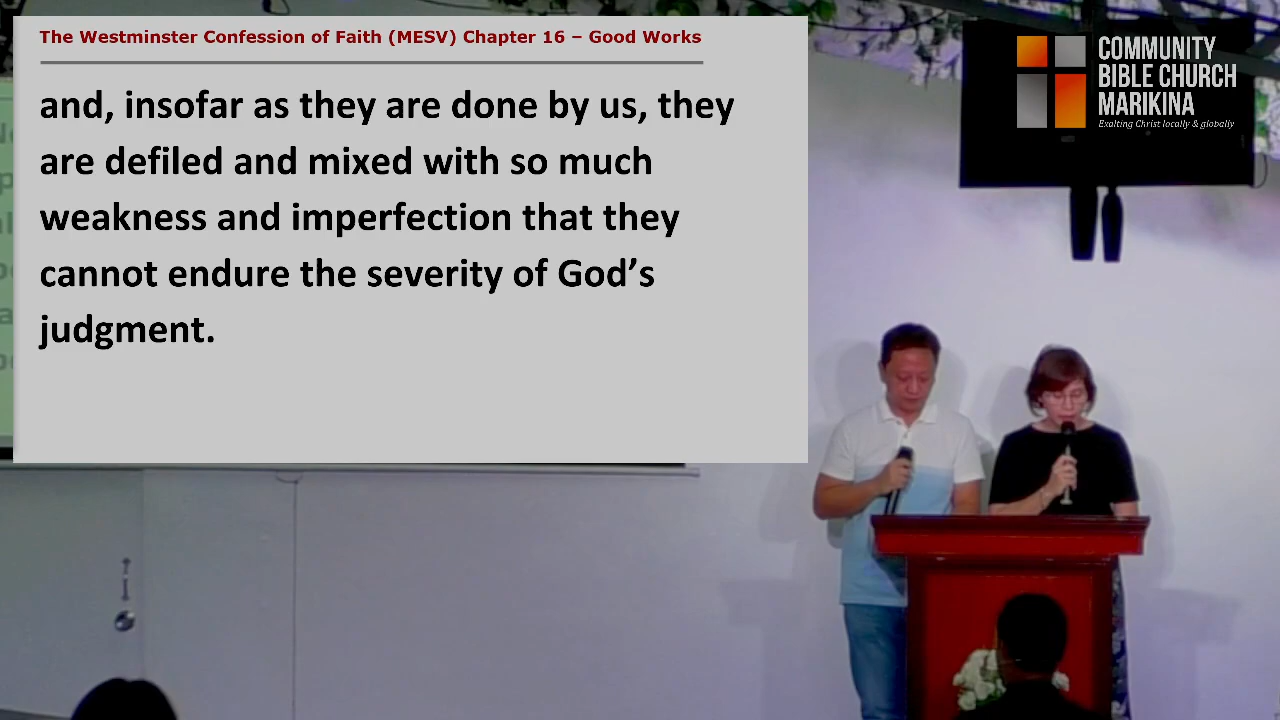 The Westminster Confession of Faith (MESV) Chapter 16 – Good Works
and, insofar as they are done by us, they
are defiled and mixed with so much
weakness and imperfection that they
cannot endure the severity of God’s
judgment.
COMMUNITY
BIBLE CHURCH
MARIKINA
Exalting Christ locally & globally